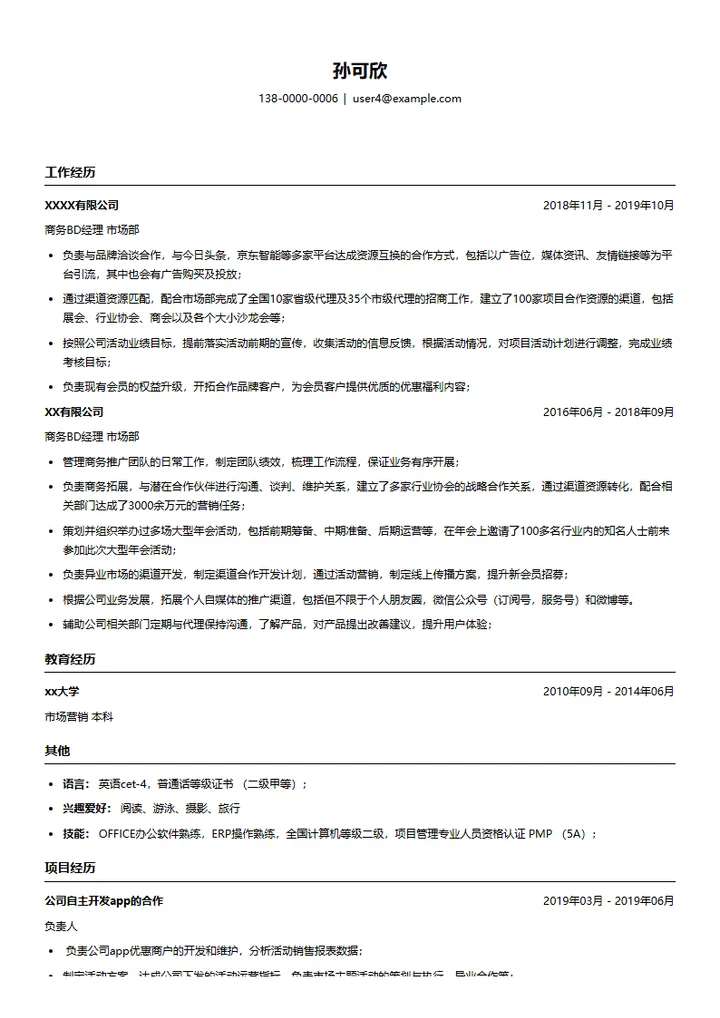 孙可欣
138-0000-0006 | user4@example.com
工作经历
XXXX有限公司 2018年11月 - 2019年10月
商务BD经理 市场部
• 负责与品牌洽谈合作，与今日头条，京东智能等多家平台达成资源互换的合作方式，包括以广告位，媒体资讯、友情链接等为平
台引流，其中也会有广告购买及投放；
• 通过渠道资源匹配，配合市场部完成了全国10家省级代理及35个市级代理的招商工作，建立了100家项目合作资源的渠道，包括
展会、行业协会、商会以及各个大小沙龙会等；
• 按照公司活动业绩目标，提前落实活动前期的宣传，收集活动的信息反馈，根据活动情况，对项目活动计划进行调整，完成业绩
考核目标；
• 负责现有会员的权益升级，开拓合作品牌客户，为会员客户提供优质的优惠福利内容；
XX有限公司 2016年06月 - 2018年09月
商务BD经理 市场部
• 管理商务推广团队的日常工作，制定团队绩效，梳理工作流程，保证业务有序开展；
• 负责商务拓展，与潜在合作伙伴进行沟通、谈判、维护关系，建立了多家行业协会的战略合作关系，通过渠道资源转化，配合相
关部门达成了3000余万元的营销任务；
• 策划并组织举办过多场大型年会活动，包括前期筹备、中期准备、后期运营等，在年会上邀请了100多名行业内的知名人士前来
参加此次大型年会活动；
• 负责异业市场的渠道开发，制定渠道合作开发计划，通过活动营销，制定线上传播方案，提升新会员招募；
• 根据公司业务发展，拓展个人自媒体的推广渠道，包括但不限于个人朋友圈，微信公众号（订阅号，服务号）和微博等。
• 辅助公司相关部门定期与代理保持沟通，了解产品，对产品提出改善建议，提升用户体验；
教育经历
xx大学 2010年09月 - 2014年06月
市场营销 本科
其他
• 语言： 英语cet-4，普通话等级证书 （二级甲等）；
• 兴趣爱好： 阅读、游泳、摄影、旅行
• 技能： OFFICE办公软件熟练，ERP操作熟练，全国计算机等级二级，项目管理专业人员资格认证 PMP （5A）；
项目经历
公司自主开发app的合作 2019年03月 - 2019年06月
负责人
• 负责公司app优惠商户的开发和维护，分析活动销售报表数据；
• 制定活动方案，达成公司下发的活动运营指标，负责市场主题活动的策划与执行，异业合作等；